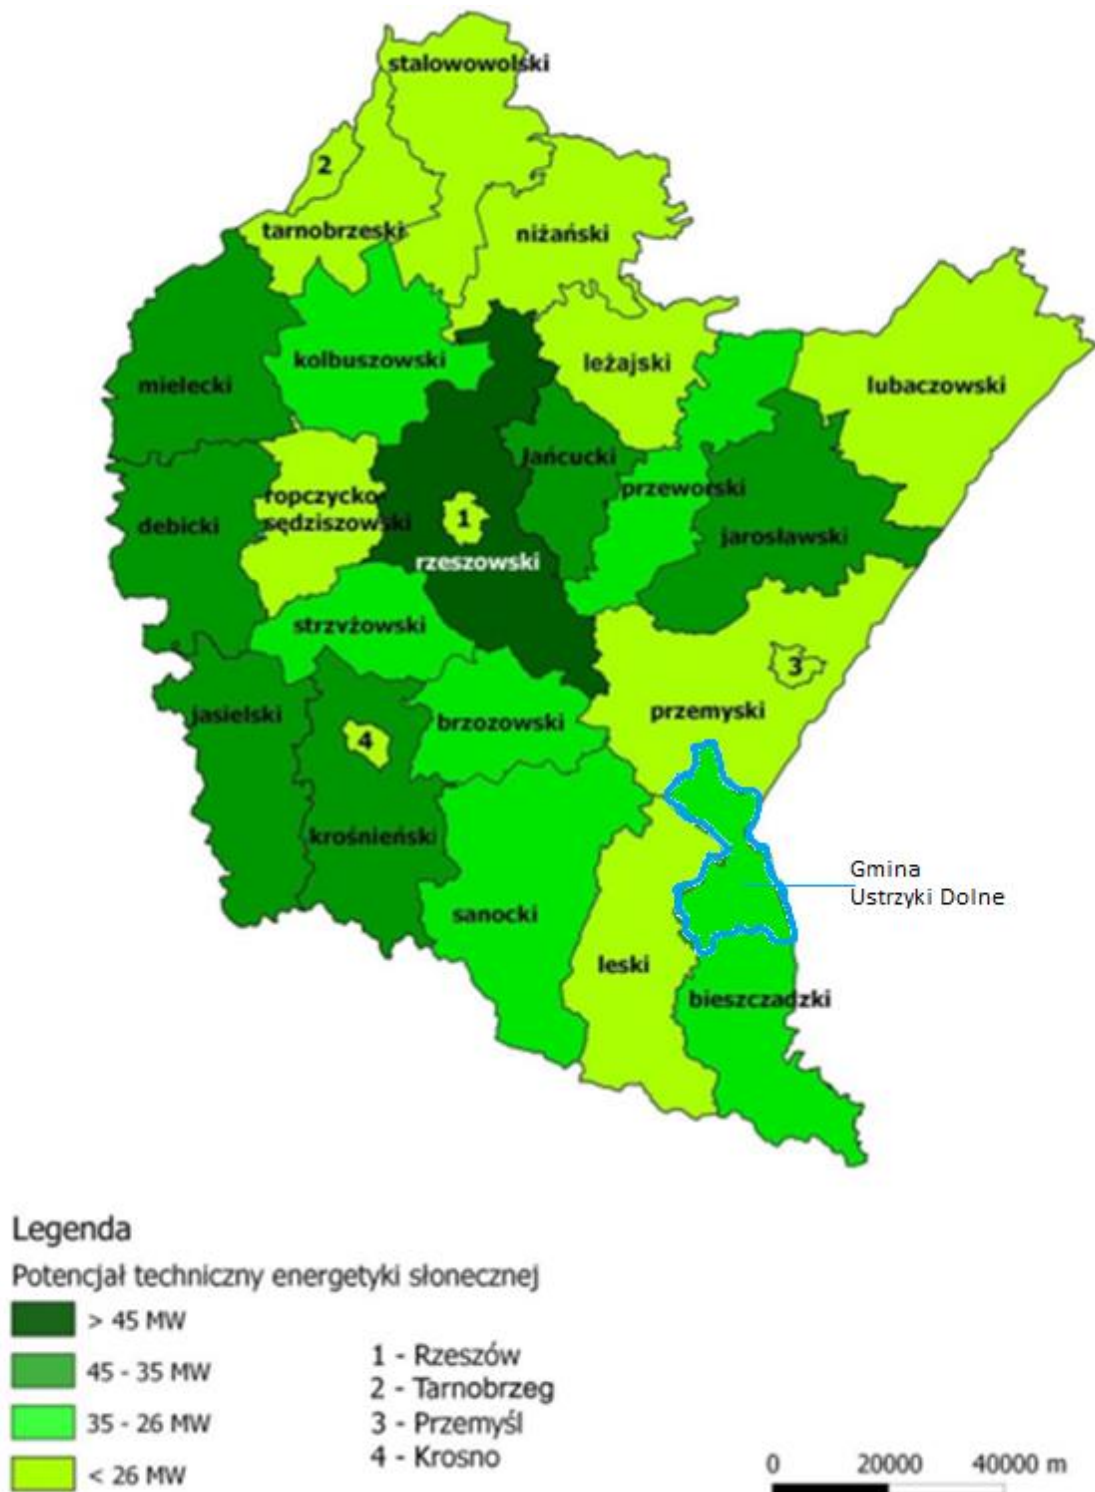 stalowowolski
2
tarnobrzeski
niżański
kolbuszowski
leżajski
mielecki
lubaczowski
łańcucki
ropczycko-
sędziszowski
przeworski
debicki
1
jarosławski
rzeszowski
strzyżowski
3
jasielski
brzozowski
przemyski
4
krośnieński
Gmina
Ustrzyki Dolne
sanocki
leski
bieszczadzki
Legenda
Potencjał techniczny energetyki słonecznej
> 45 MW
45 - 35 MW
35 - 26 MW
< 26 MW
1 - Rzeszów
2 - Tarnobrzeg
3 - Przemyśl
4 - Krosno
0 20000 40000 m